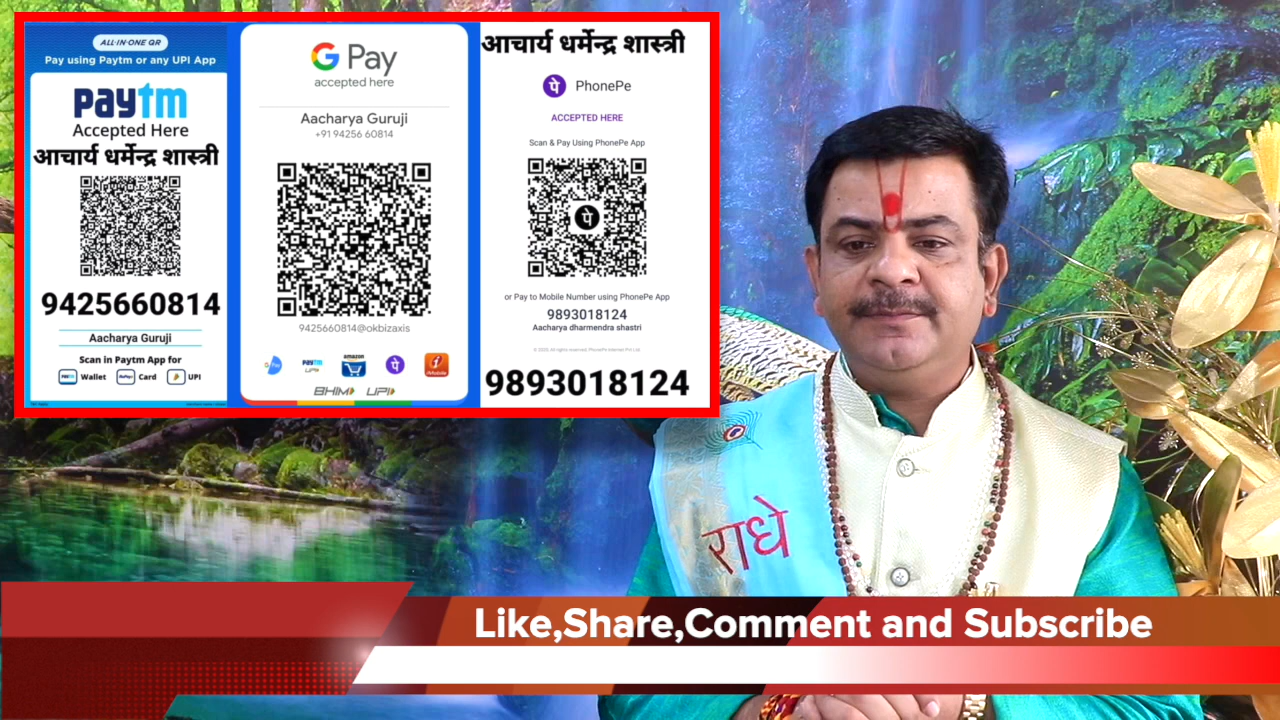 ALL-IN-ONE QR
Pay using Paytm or any UPI App
paytm
Accepted Here
आचार्य धर्मेन्द्र शास्त्री
9425660814
Aacharya Guruji
Scan in Paytm App for
Wallet
Card
UPI
G Pay
accepted here
Aacharya Guruji
+91 94256 60814
9425660814@okbizaxis
BHIM UPI
आचार्य धर्मेन्द्र शास्त्री
पे PhonePe
ACCEPTED HERE
Scan & Pay Using PhonePe App
पे
or Pay to Mobile Number using PhonePe App
9893018124
Aacharya dharmendra shastri
9893018124
राधे
Like,Share,Comment and Subscribe